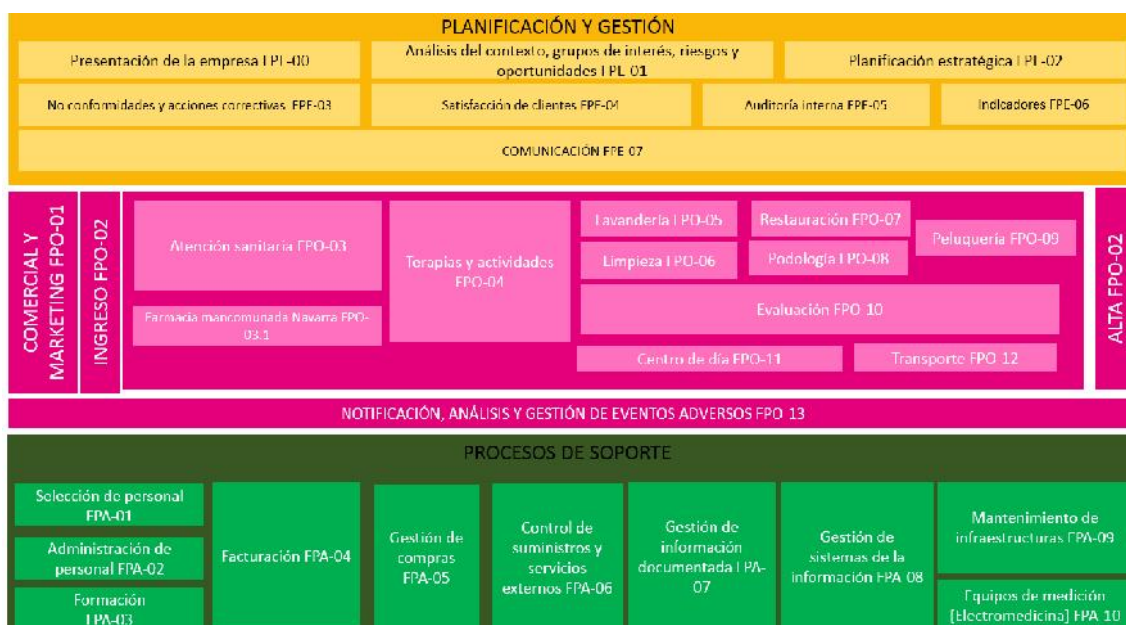 PLANIFICACIÓN Y GESTIÓN
Presentación de la empresa FPE-00
Análisis del contexto, grupos de interés, riesgos y
oportunidades FPE-01
Planificación estratégica FPE-02
No conformidades y acciones correctivas FPE-03
Satisfacción de clientes FPE-04
Auditoría interna FPE-05
Indicadores FPE-06
COMUNICACIÓN FPE 07
COMERCIAL Y
MARKETING FPO-01
INGRESO FPO-02
Atención sanitaria FPO-03
Farmacia mancomunada Navarra FPO-
03.1
Terapias y actividades
FPO-04
Lavandería FPO-05
Restauración FPO-07
Peluquería FPO-09
Limpieza FPO-06
Podología FPO-08
Evaluación FPO 10
Centro de día FPO-11
Transporte FPO 12
ALTA FPO-02
NOTIFICACIÓN, ANÁLISIS Y GESTIÓN DE EVENTOS ADVERSOS FPO 13
PROCESOS DE SOPORTE
Selección de personal
FPA-01
Administración de
personal FPA-02
Formación
FPA-03
Facturación FPA-04
Gestión de
compras
FPA-05
Control de
suministros y
servicios
externos FPA-06
Gestión de
información
documentada FPA-
07
Gestión de
sistemas de la
información FPA 08
Mantenimiento de
infraestructuras FPA-09
Equipos de medición
[Electromedicina] FPA 10